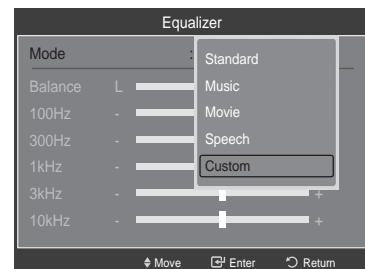 Equalizer
Mode : Standard
Balance L Music
100Hz - Movie
300Hz - Speech
1kHz - Custom
3kHz - +
10kHz - +
Move Enter Return